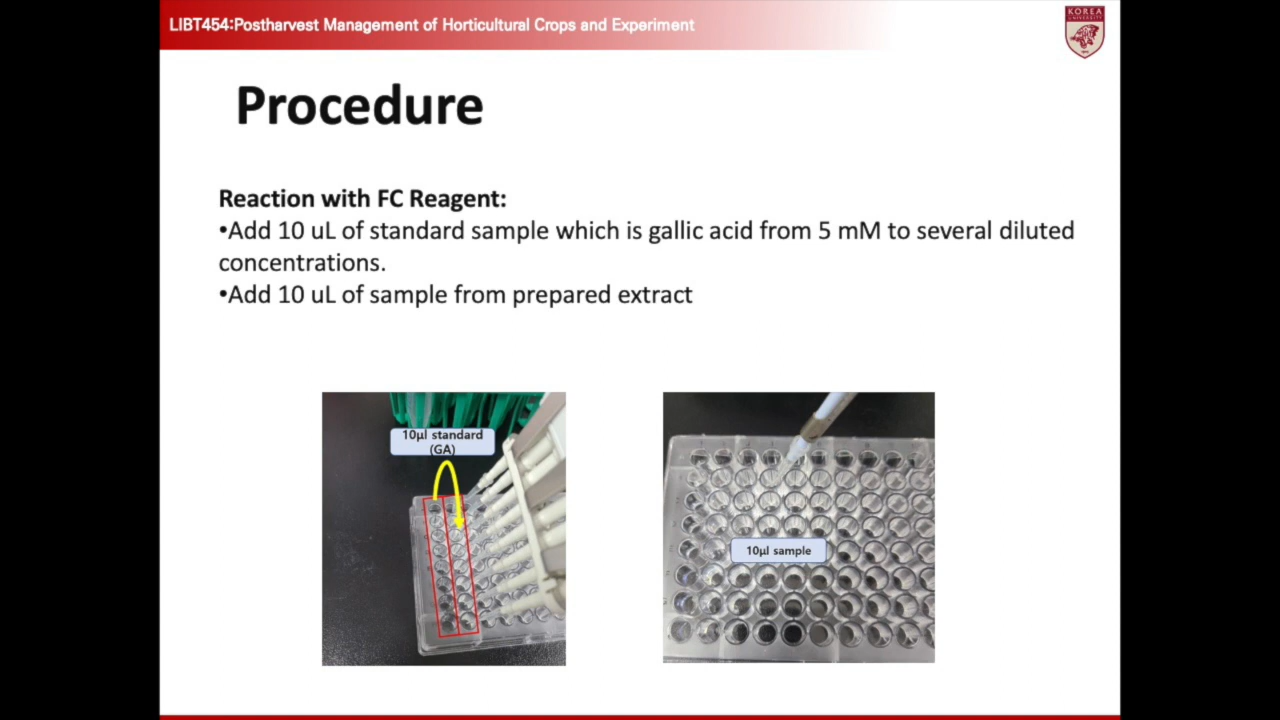 LIBT454:Postharvest Management of Horticultural Crops and Experiment
KOREA
UNIVERSITY
Procedure
Reaction with FC Reagent:
•Add 10 uL of standard sample which is gallic acid from 5 mM to several diluted
concentrations.
•Add 10 uL of sample from prepared extract
10μl standard
(GA)
10μl sample